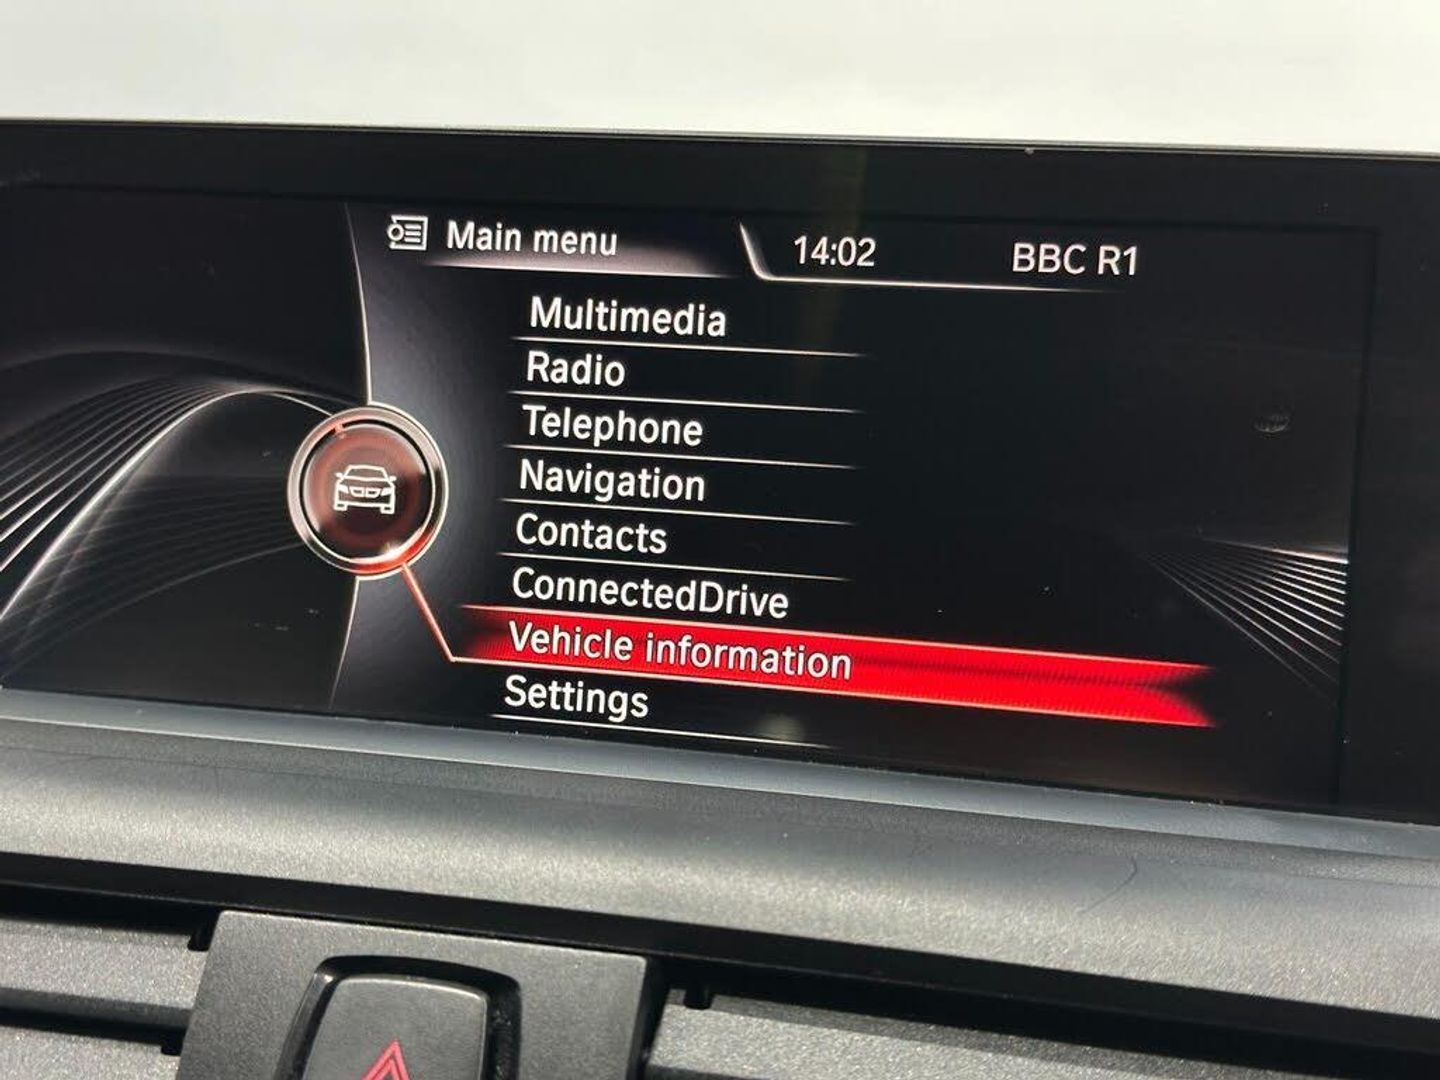 Main menu
14:02
BBC R1
Multimedia
Radio
Telephone
Navigation
Contacts
ConnectedDrive
Vehicle information
Settings